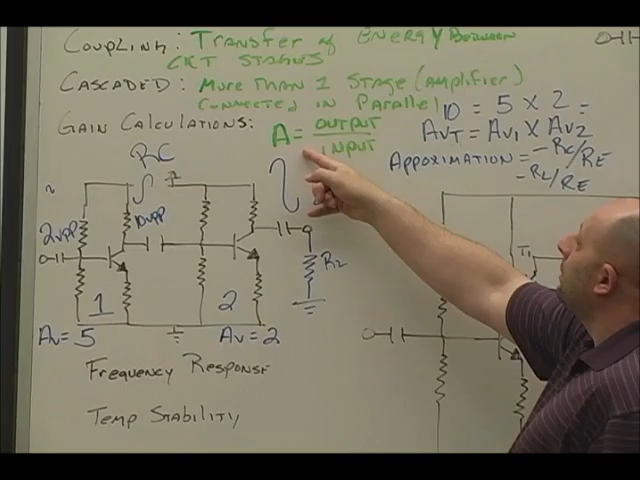 Coupling: Transfer of Energy Between
CKT Stages
Cascaded: More Than 1 Stage (amplifier)
Connected in Parallel
Gain Calculations: A = OUTPUT / INPUT
10 = 5 x 2 =
AVT = AV1 x AV2
Appoximation = -RC/RE
= -RL/RE
RC
2VPP
10VPP
RL
T1
1
2
AV = 5
AV = 2
Frequency Response
Temp Stability